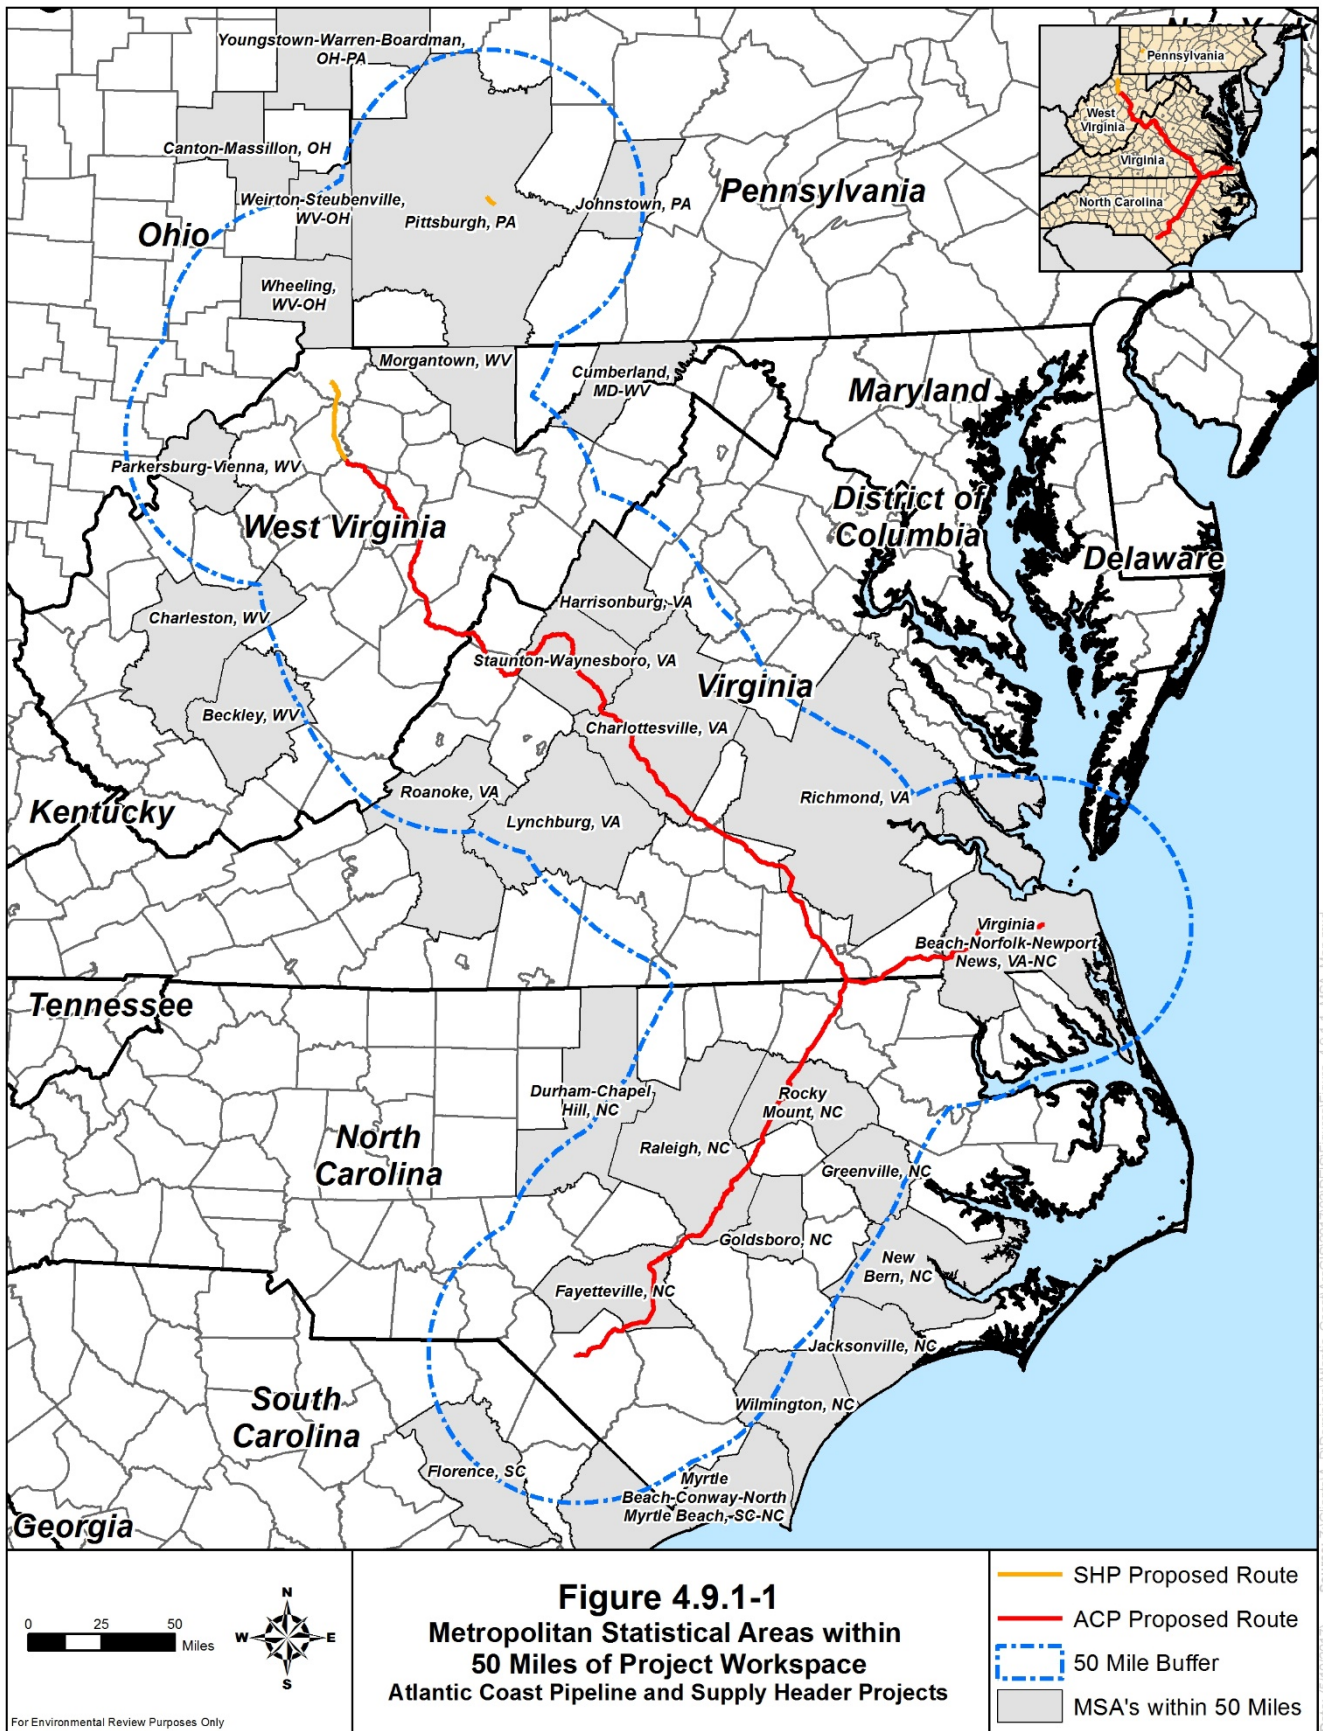 New York
Pennsylvania
West
Virginia
Virginia
North Carolina
Youngstown-Warren-Boardman,
OH-PA
Canton-Massillon, OH
Weirton-Steubenville,
WV-OH
Pittsburgh, PA
Johnstown, PA
Pennsylvania
Ohio
Wheeling,
WV-OH
Morgantown, WV
Cumberland,
MD-WV
Maryland
Parkersburg-Vienna, WV
West Virginia
District of
Columbia
Delaware
Charleston, WV
Harrisonburg, VA
Staunton-Waynesboro, VA
Virginia
Beckley, WV
Charlottesville, VA
Kentucky
Roanoke, VA
Lynchburg, VA
Richmond, VA
Virginia
Beach-Norfolk-Newport
News, VA-NC
Tennessee
Durham-Chapel
Hill, NC
Rocky
Mount, NC
North
Carolina
Raleigh, NC
Greenville, NC
Goldsboro, NC
New
Bern, NC
Fayetteville, NC
Jacksonville, NC
South
Carolina
Wilmington, NC
Florence, SC
Myrtle
Beach-Conway-North
Myrtle Beach, SC-NC
Georgia
0 25 50
Miles
N
W E
S
For Environmental Review Purposes Only
Figure 4.9.1-1
Metropolitan Statistical Areas within
50 Miles of Project Workspace
Atlantic Coast Pipeline and Supply Header Projects
SHP Proposed Route
ACP Proposed Route
50 Mile Buffer
MSA's within 50 Miles